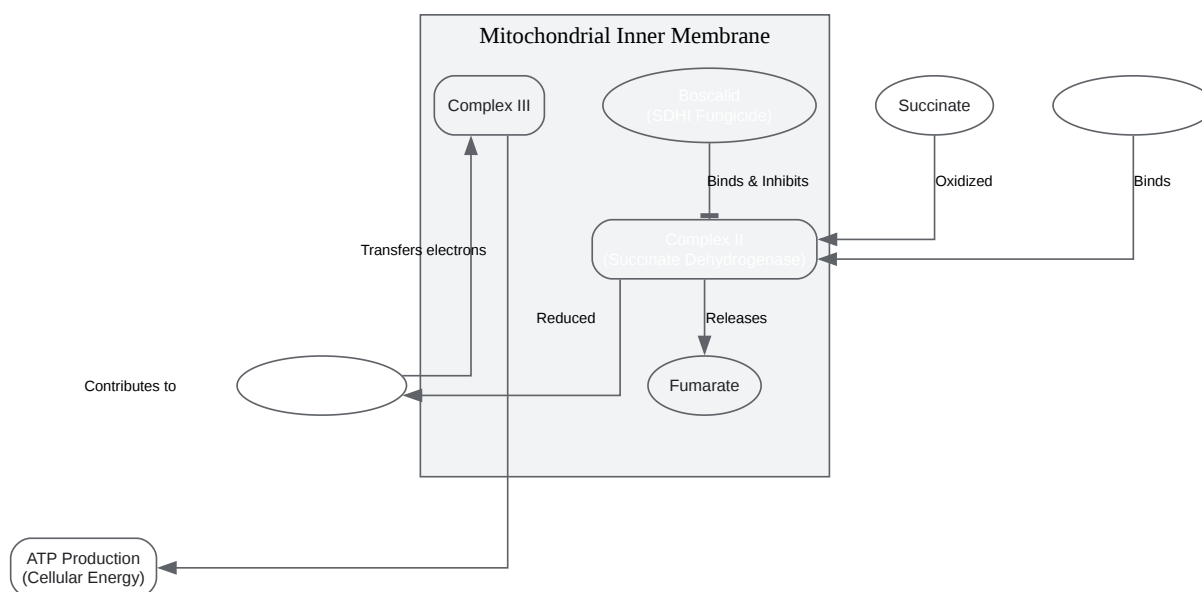 Mitochondrial Inner Membrane
Complex III
Boscalid
(SDHI Fungicide)
Succinate
Binds & Inhibits
Oxidized
Binds
Transfers electrons
Complex II
(Succinate Dehydrogenase)
Reduced
Releases
Contributes to
Fumarate
ATP Production
(Cellular Energy)